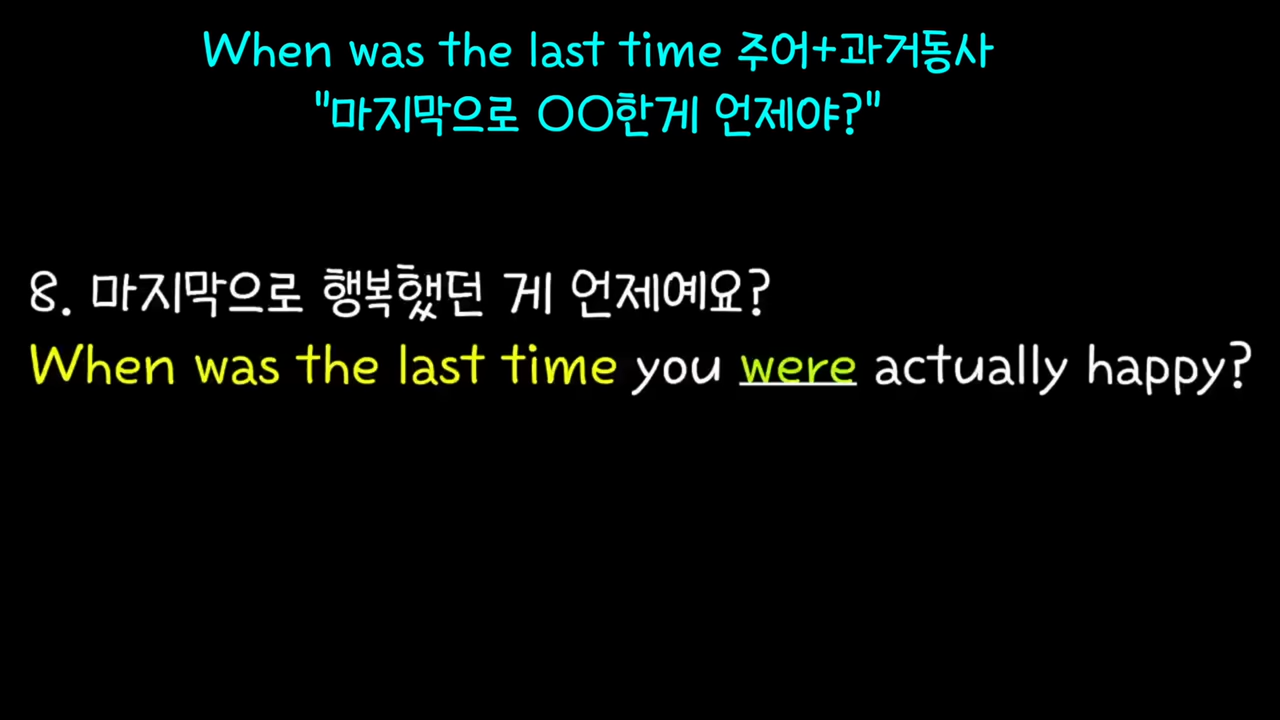 When was the last time 주어+과거동사
"마지막으로 OO한게 언제야?"
8. 마지막으로 행복했던 게 언제예요?
When was the last time you were actually happy?